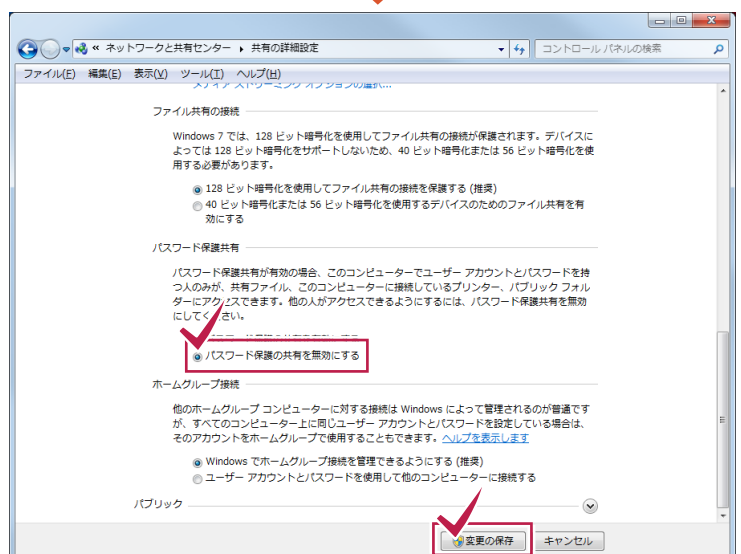 « ネットワークと共有センター ▸ 共有の詳細設定
コントロール パネルの検索
ファイル(F) 編集(E) 表示(V) ツール(T) ヘルプ(H)
メディア ストリーミング オプションの選択...
ファイル共有の接続
Windows 7 では、128 ビット暗号化を使用してファイル共有の接続が保護されます。デバイスに
よっては 128 ビット暗号化をサポートしないため、40 ビット暗号化または 56 ビット暗号化を使
用する必要があります。
128 ビット暗号化を使用してファイル共有の接続を保護する (推奨)
40 ビット暗号化または 56 ビット暗号化を使用するデバイスのためのファイル共有を有
効にする
パスワード保護共有
パスワード保護共有が有効の場合、このコンピューターでユーザー アカウントとパスワードを持
つ人のみが、共有ファイル、このコンピューターに接続しているプリンター、パブリック フォル
ダーにアクセスできます。他の人がアクセスできるようにするには、パスワード保護共有を無効
にしてください。
パスワード保護の共有を無効にする
ホームグループ接続
他のホームグループ コンピューターに対する接続は Windows によって管理されるのが普通です
が、すべてのコンピューター上に同じユーザー アカウントとパスワードを設定している場合は、
そのアカウントをホームグループで使用することもできます。ヘルプを表示します
Windows でホームグループ接続を管理できるようにする (推奨)
ユーザー アカウントとパスワードを使用して他のコンピューターに接続する
パブリック
変更の保存 キャンセル